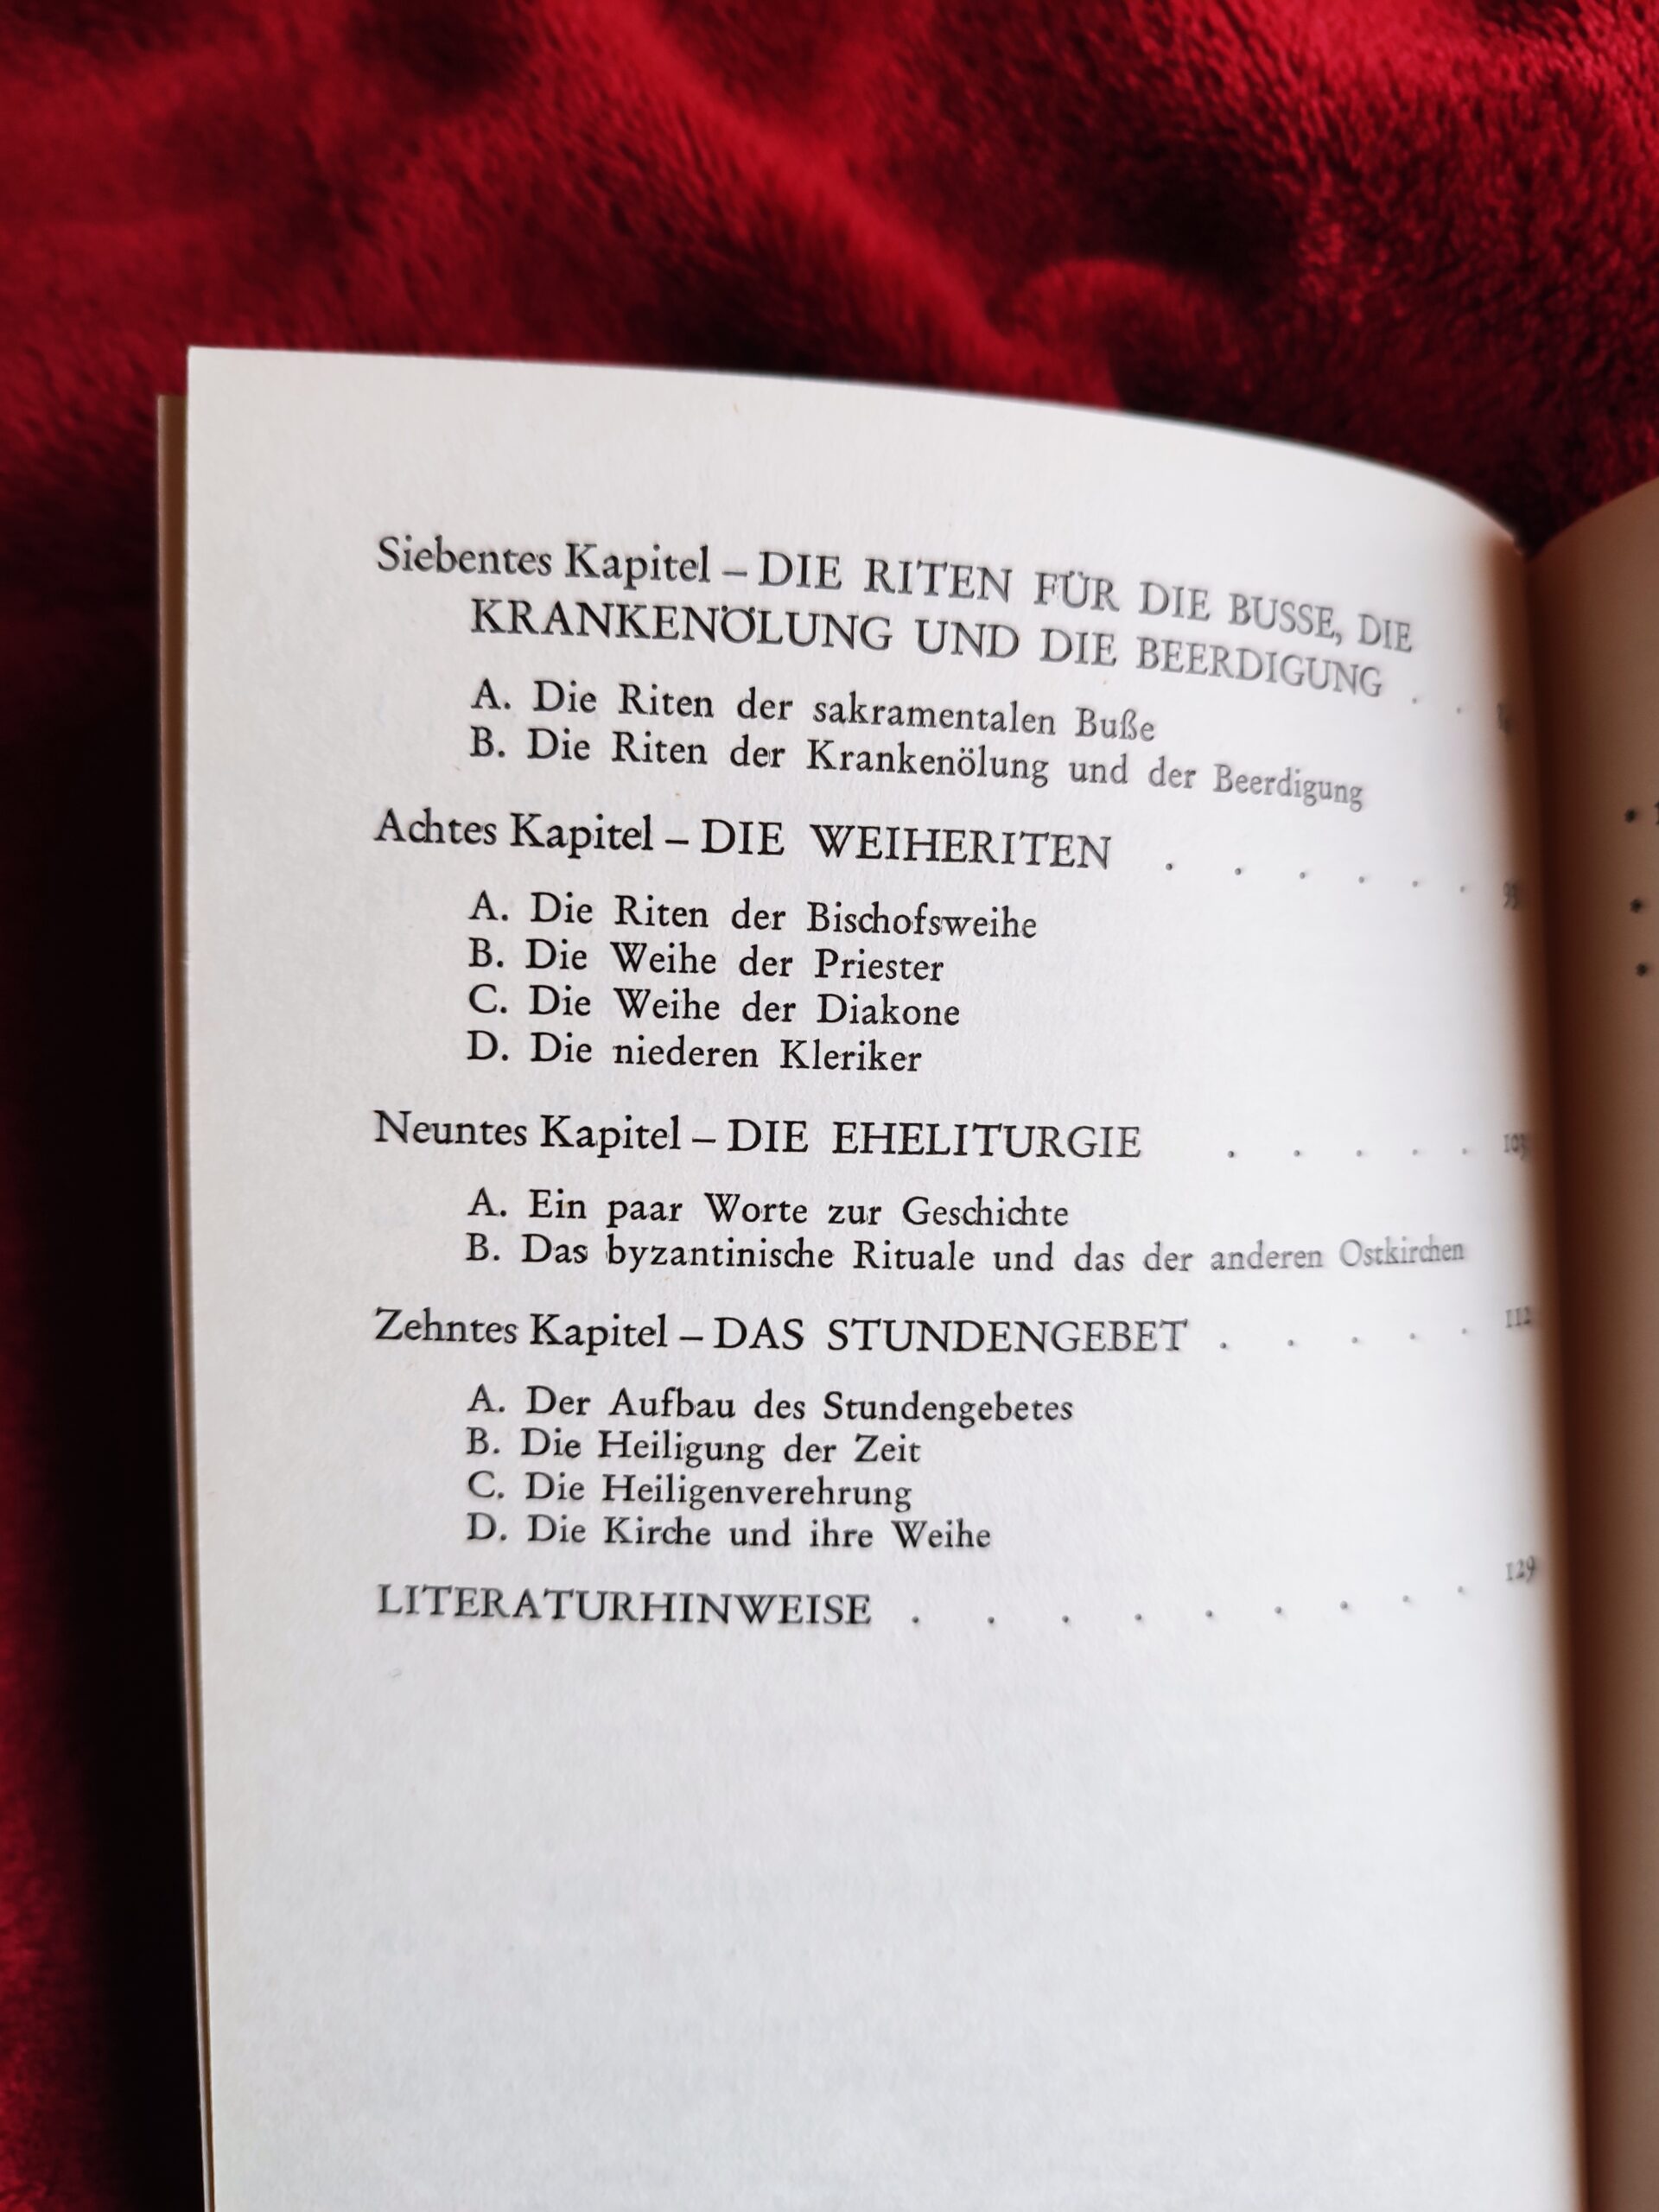 Siebentes Kapitel – DIE RITEN FÜR DIE BUSSE, DIE
KRANKENÖLUNG UND DIE BEERDIGUNG . .
A. Die Riten der sakramentalen Buße
B. Die Riten der Krankenölung und der Beerdigung
Achtes Kapitel – DIE WEIHERITEN . . . . . .
A. Die Riten der Bischofsweihe
B. Die Weihe der Priester
C. Die Weihe der Diakone
D. Die niederen Kleriker
Neuntes Kapitel – DIE EHELITURGIE . . . . . 103
A. Ein paar Worte zur Geschichte
B. Das byzantinische Rituale und das der anderen Ostkirchen
Zehntes Kapitel – DAS STUNDENGEBET . . . . . 112
A. Der Aufbau des Stundengebetes
B. Die Heiligung der Zeit
C. Die Heiligenverehrung
D. Die Kirche und ihre Weihe
LITERATURHINWEISE . . . . . . . . . 129